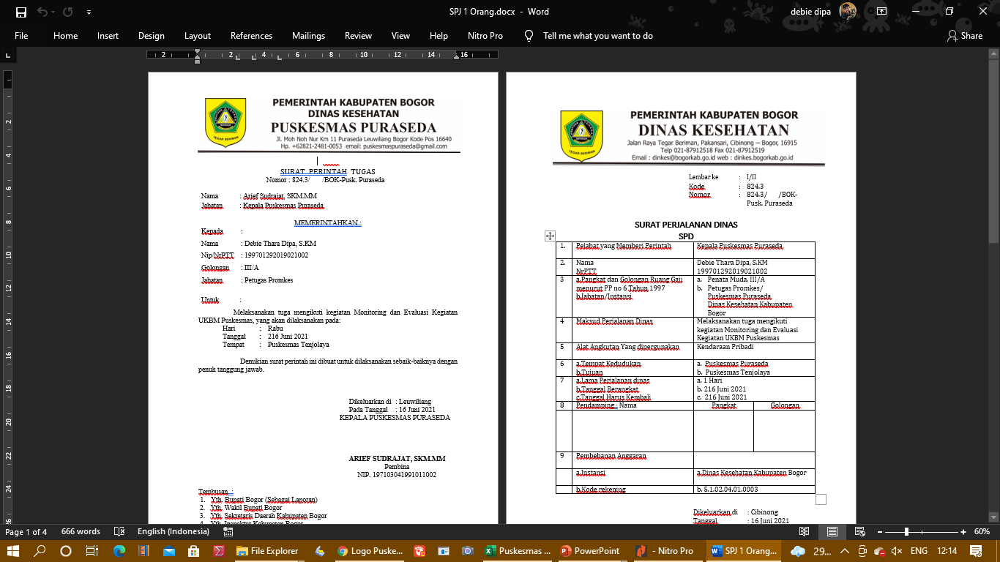 SPJ 1 Orang.docx - Word
debie dipa
File Home Insert Design Layout References Mailings Review View Help Nitro Pro Tell me what you want to do Share
2 2 4 6 8 10 12 14 16
PEMERINTAH KABUPATEN BOGOR
DINAS KESEHATAN
PUSKESMAS PURASEDA
Jl. Moh Noh Nur Km 11 Puraseda Leuwiliang Bogor Kode Pos 16640
Hp. +62821-2481-0053 email: puskesmaspuraseda@gmail.com
TEGAR BERIMAN
SURAT PERINTAH TUGAS
Nomor : 824.3/ /BOK-Pusk. Puraseda
Nama : Arief Sudrajat, SKM.MM
Jabatan : Kepala Puskesmas Puraseda
MEMERINTAHKAN :
Kepada :
Nama : Debie Thara Dipa, S.KM
Nip/NrPTT : 199701292019021002
Golongan : III/A
Jabatan : Petugas Promkes
Untuk :
Melaksanakan tuga mengikuti kegiatan Monitoring dan Evaluasi Kegiatan
UKBM Puskesmas, yang akan dilaksanakan pada:
Hari : Rabu
Tanggal : 216 Juni 2021
Tempat : Puskesmas Tenjolaya
Demikian surat perintah ini dibuat untuk dilaksanakan sebaik-baiknya dengan
penuh tanggung jawab.
Dikeluarkan di : Leuwiliang
Pada Tanggal : 16 Juni 2021
KEPALA PUSKESMAS PURASEDA
ARIEF SUDRAJAT, SKM.MM
Pembina
NIP. 197103041991011002
Tembusan :
1. Yth. Bupati Bogor (Sebagai Laporan)
2. Yth. Wakil Bupati Bogor
3. Yth. Sekretaris Daerah Kabupaten Bogor
4. Yth. Inspektur Kabupaten Bogor
PEMERINTAH KABUPATEN BOGOR
DINAS KESEHATAN
Jalan Raya Tegar Beriman, Pakansari, Cibinong – Bogor, 16915
Telp 021-87912518 Fax 021-87912519
Email : dinkes@bogorkab.go.id web : dinkes.bogorkab.go.id
TEGAR BERIMAN
Lembar ke : I/II
Kode : 824.3
Nomor : 824.3/ /BOK-
Pusk. Puraseda
SURAT PERJALANAN DINAS
SPD
1. Pejabat yang Memberi Perintah Kepala Puskesmas Puraseda
2. Nama Debie Thara Dipa, S.KM
NrPTT 199701292019021002
3 a.Pangkat dan Golongan Ruang Gaji a. Penata Muda, III/A
menurut PP no 6 Tahun 1997 b. Petugas Promkes/
b.Jabatan/Instansi Puskesmas Puraseda
Dinas Kesehatan Kabupaten
Bogor
4 Maksud Perjalanan Dinas Melaksanakan tuga mengikuti
kegiatan Monitoring dan Evaluasi
Kegiatan UKBM Puskesmas
5 Alat Angkutan Yang dipergunakan Kendaraan Pribadi
6 a.Tempat Kedudukan a. Puskesmas Puraseda
b.Tujuan b. Puskesmas Tenjolaya
7 a.Lama Perjalanan dinas a. 1 Hari
b.Tanggal Berangkat b. 216 Juni 2021
c.Tanggal Harus Kembali c. 216 Juni 2021
8 Pendamping : Nama Pangkat Golongan
9 Pembebanan Anggaran
a.Instansi a.Dinas Kesehatan Kabupaten Bogor
b.Kode rekening b. 5.1.02.04.01.0003
Dikeluarkan di : Cibinong
Tanggal : 16 Juni 2021
Page 1 of 4 666 words English (Indonesia) 60%
File Explorer Logo Puske... Puskesmas ... PowerPoint - Nitro Pro SPJ 1 Orang... 29... ENG 12:14